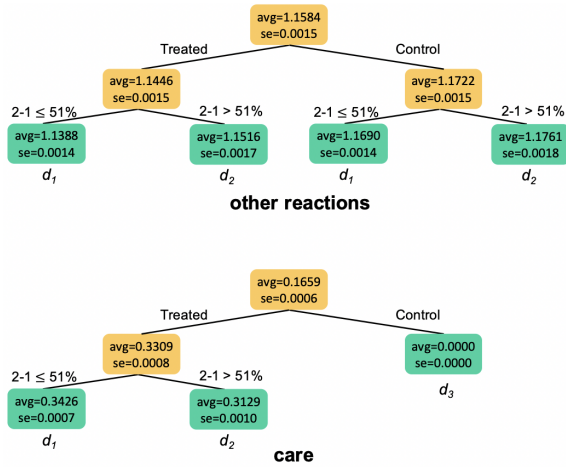 avg=1.1584
se=0.0015
Treated
Control
avg=1.1446
se=0.0015
avg=1.1722
se=0.0015
2-1 ≤ 51%
2-1 > 51%
2-1 ≤ 51%
2-1 > 51%
avg=1.1388
se=0.0014
avg=1.1516
se=0.0017
avg=1.1690
se=0.0014
avg=1.1761
se=0.0018
d1
d2
d1
d2
other reactions
avg=0.1659
se=0.0006
Treated
Control
avg=0.3309
se=0.0008
avg=0.0000
se=0.0000
2-1 ≤ 51%
2-1 > 51%
d3
avg=0.3426
se=0.0007
avg=0.3129
se=0.0010
d1
d2
care